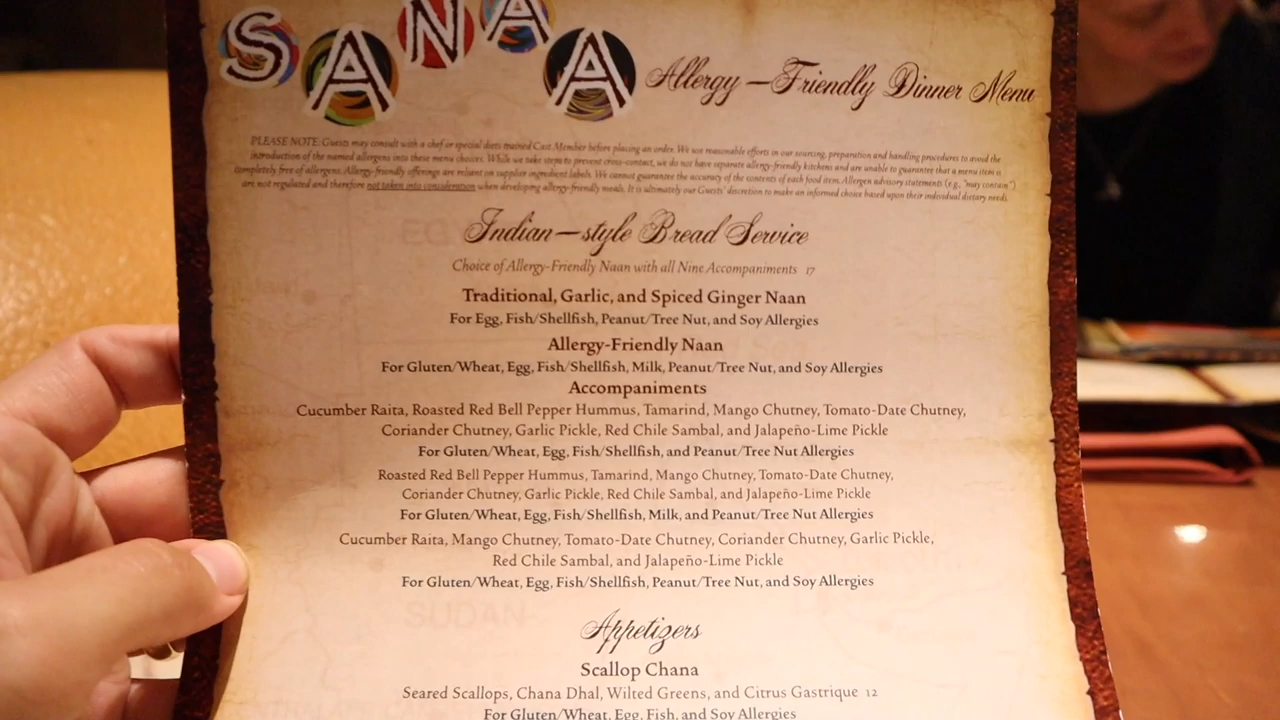 SANAA
Allergy—Friendly Dinner Menu
PLEASE NOTE: Guests may consult with a chef or special diets trained Cast Member before placing an order. We use reasonable efforts in our sourcing, preparation and handling procedures to avoid the
introduction of the named allergens into these menu choices. While we take steps to prevent cross-contact, we do not have separate allergy-friendly kitchens and are unable to guarantee that a menu item is
completely free of allergens. Allergy-friendly offerings are reliant on supplier ingredient labels. We cannot guarantee the accuracy of the contents of each food item. Allergen advisory statements (e.g., "may contain")
are not regulated and therefore not taken into consideration when developing allergy-friendly meals. It is ultimately our Guests' discretion to make an informed choice based upon their individual dietary needs.
Indian—style Bread Service
Choice of Allergy-Friendly Naan with all Nine Accompaniments 17
Traditional, Garlic, and Spiced Ginger Naan
For Egg, Fish/Shellfish, Peanut/Tree Nut, and Soy Allergies
Allergy-Friendly Naan
For Gluten/Wheat, Egg, Fish/Shellfish, Milk, Peanut/Tree Nut, and Soy Allergies
Accompaniments
Cucumber Raita, Roasted Red Bell Pepper Hummus, Tamarind, Mango Chutney, Tomato-Date Chutney,
Coriander Chutney, Garlic Pickle, Red Chile Sambal, and Jalapeño-Lime Pickle
For Gluten/Wheat, Egg, Fish/Shellfish, and Peanut/Tree Nut Allergies
Roasted Red Bell Pepper Hummus, Tamarind, Mango Chutney, Tomato-Date Chutney,
Coriander Chutney, Garlic Pickle, Red Chile Sambal, and Jalapeño-Lime Pickle
For Gluten/Wheat, Egg, Fish/Shellfish, Milk, and Peanut/Tree Nut Allergies
Cucumber Raita, Mango Chutney, Tomato-Date Chutney, Coriander Chutney, Garlic Pickle,
Red Chile Sambal, and Jalapeño-Lime Pickle
For Gluten/Wheat, Egg, Fish/Shellfish, Peanut/Tree Nut, and Soy Allergies
SUDAN
Appetizers
Scallop Chana
Seared Scallops, Chana Dhal, Wilted Greens, and Citrus Gastrique 12
For Gluten/Wheat, Egg, Fish, and Soy Allergies